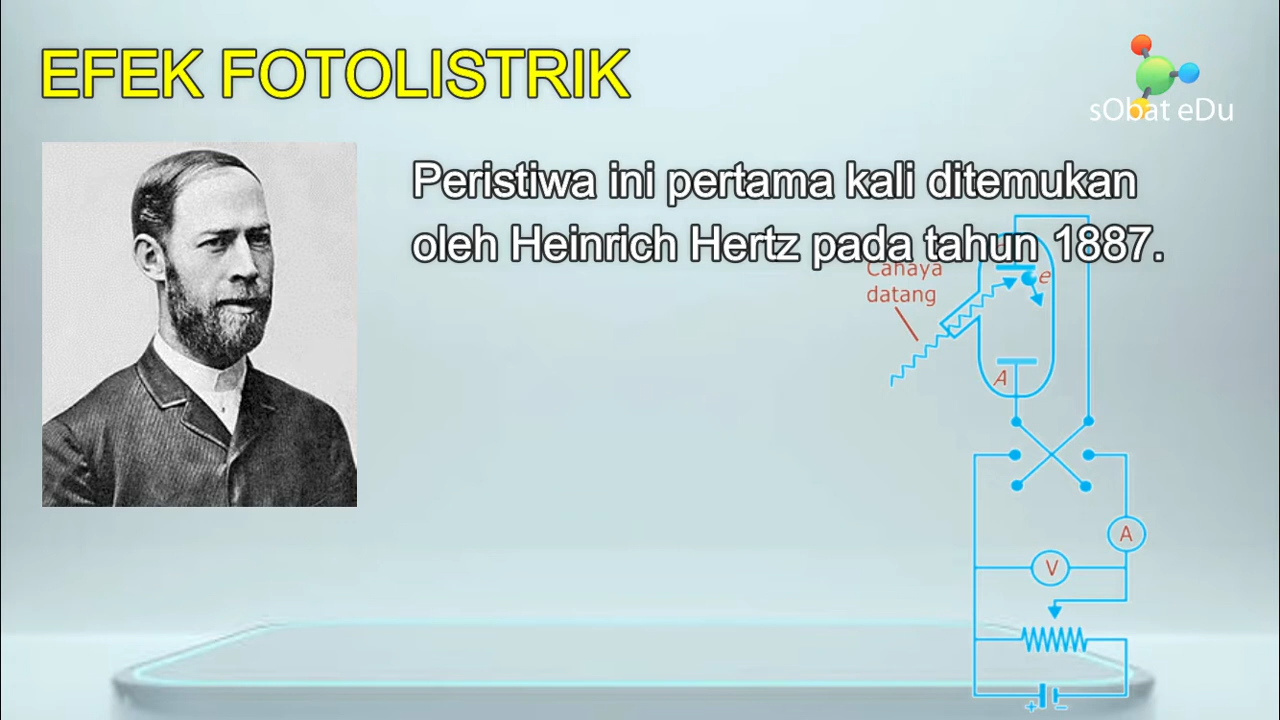 EFEK FOTOLISTRIK
sObat eDu
Peristiwa ini pertama kali ditemukan
oleh Heinrich Hertz pada tahun 1887.
Cahaya
datang
e
A
A
V
+ −